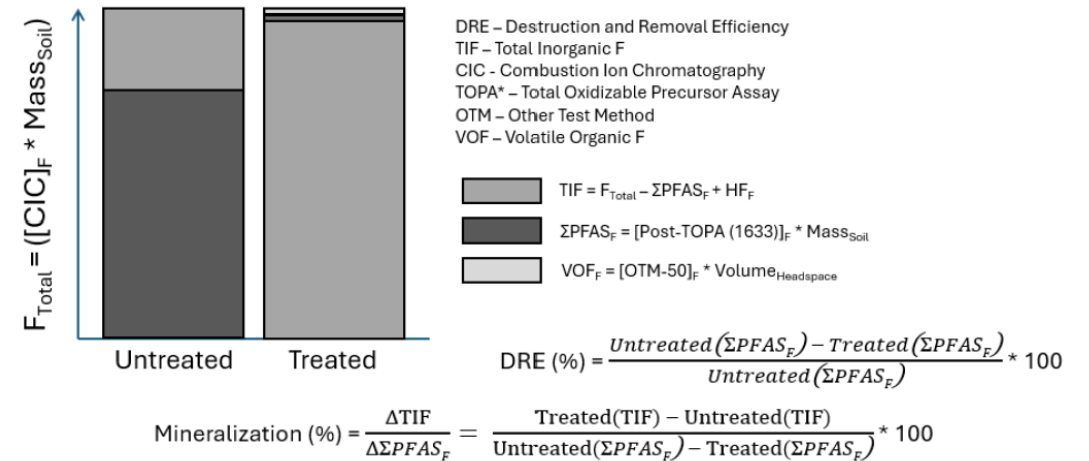 F_Total = ([CIC]_F * Mass_Soil)
Untreated
Treated
DRE – Destruction and Removal Efficiency
TIF – Total Inorganic F
CIC - Combustion Ion Chromatography
TOPA* – Total Oxidizable Precursor Assay
OTM – Other Test Method
VOF – Volatile Organic F
TIF = F_Total – ΣPFAS_F + HF_F
ΣPFAS_F = [Post-TOPA (1633)]_F * Mass_Soil
VOF_F = [OTM-50]_F * Volume_Headspace
DRE (%) = Untreated(ΣPFAS_F) – Treated(ΣPFAS_F) / Untreated(ΣPFAS_F) * 100
Mineralization (%) = ΔTIF / ΔΣPFAS_F = Treated(TIF) – Untreated(TIF) / Untreated(ΣPFAS_F) – Treated(ΣPFAS_F) * 100